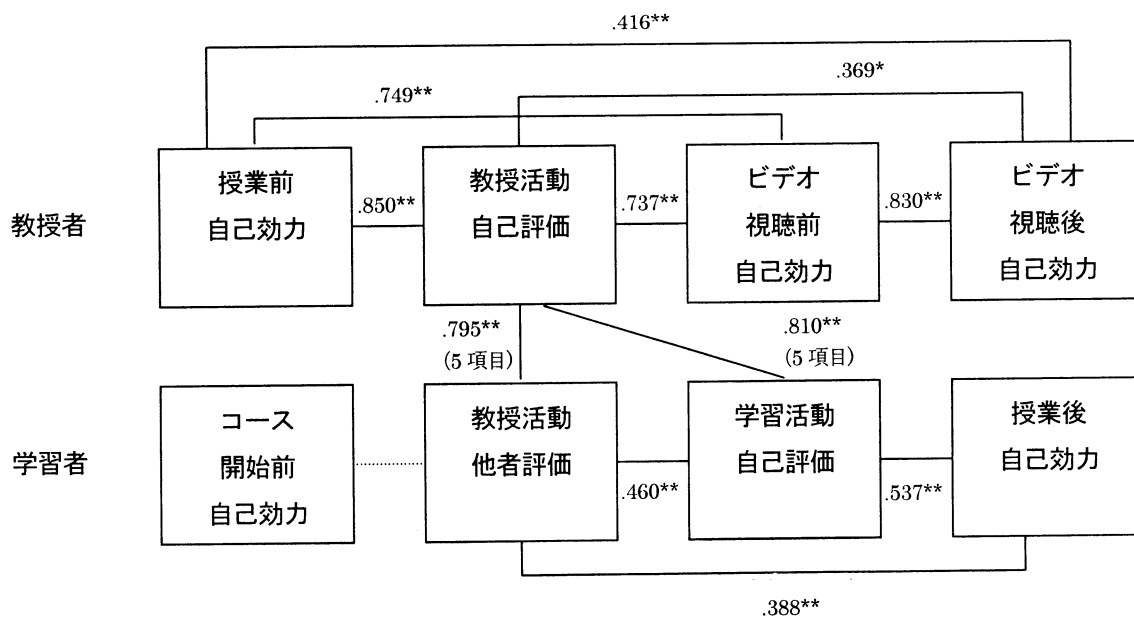 .416**
.369*
.749**
教授者
授業前
自己効力
.850**
教授活動
自己評価
.737**
ビデオ
視聴前
自己効力
.830**
ビデオ
視聴後
自己効力
.795**
(5 項目)
.810**
(5 項目)
学習者
コース
開始前
自己効力
教授活動
他者評価
.460**
学習活動
自己評価
.537**
授業後
自己効力
.388**